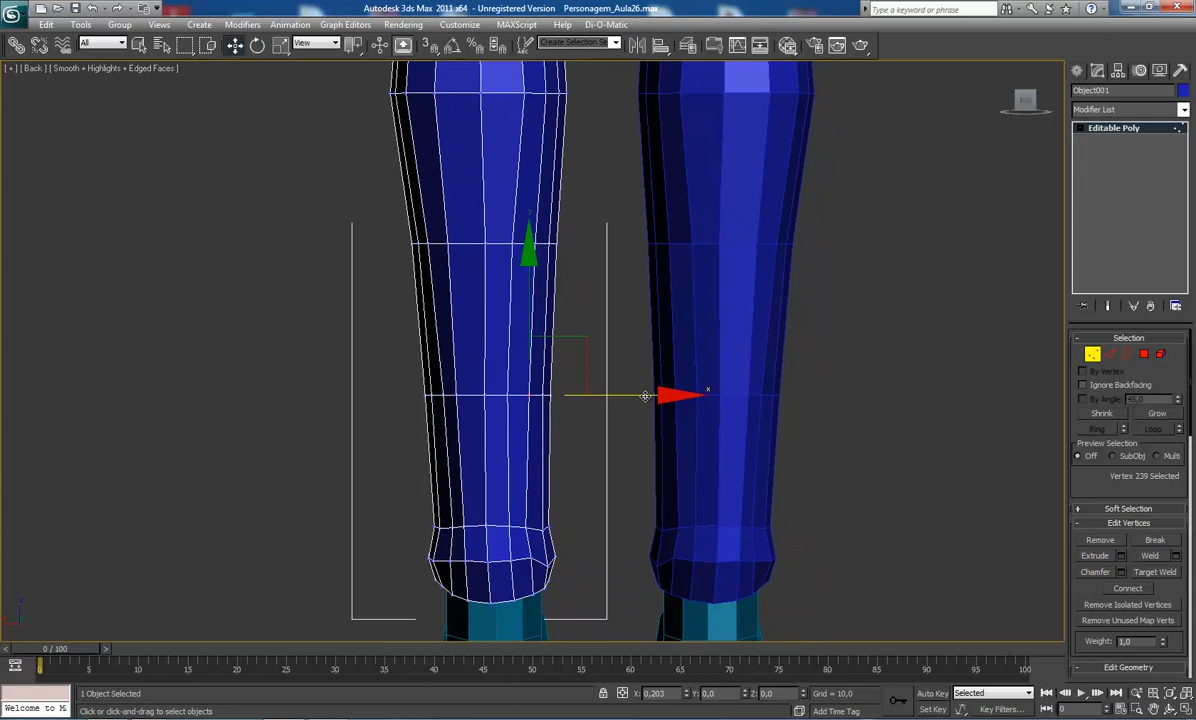 Autodesk 3ds Max 2011 x64 - Unregistered Version Personagem_Aula26.max
Type a keyword or phrase
Edit Tools Group Views Create Modifiers Animation Graph Editors Rendering Customize MAXScript Help Di-O-Matic
All View Create Selection Se
[ + ] [ Back ] [ Smooth + Highlights + Edged Faces ]
BACK
Object001
Modifier List
Editable Poly
y
x
z
Selection
By Vertex
Ignore Backfacing
By Angle: 45,0
Shrink Grow
Ring Loop
Preview Selection
Off SubObj Multi
Vertex 239 Selected
Soft Selection
Edit Vertices
Remove Break
Extrude Weld
Chamfer Target Weld
Connect
Remove Isolated Vertices
Remove Unused Map Verts
Weight: 1,0
Edit Geometry
0 / 100
0 5 10 15 20 25 30 35 40 45 50 55 60 65 70 75 80 85 90 95 100
1 Object Selected X: 0,203 Y: 0,0 Z: 0,0 Grid = 10,0 Auto Key Selected
Welcome to M Click or click-and-drag to select objects Add Time Tag Set Key Key Filters... 0